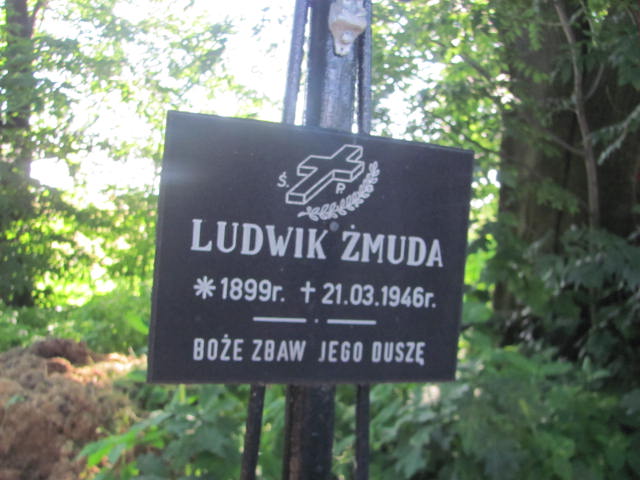 Ś. P.
LUDWIK ŻMUDA
* 1899r. † 21.03.1946r.
BOŻE ZBAW JEGO DUSZĘ